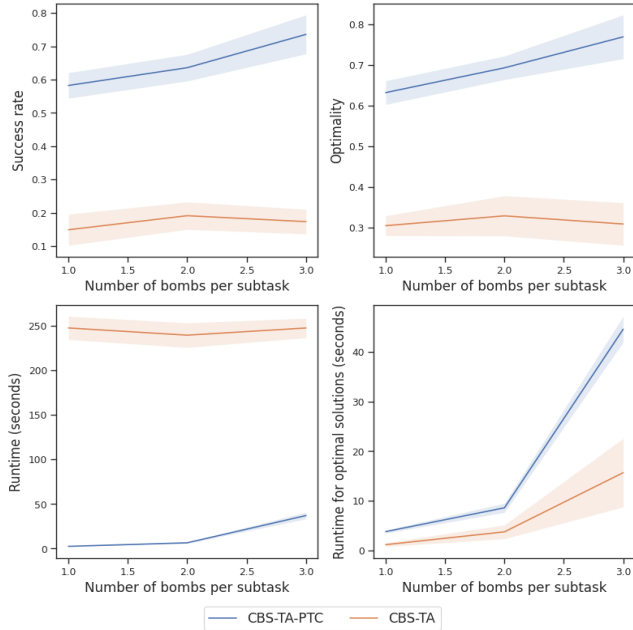 0.8
0.7
0.6
0.5
0.4
0.3
0.2
0.1
Success rate
1.0 1.5 2.0 2.5 3.0
Number of bombs per subtask
0.8
0.7
0.6
0.5
0.4
0.3
Optimality
1.0 1.5 2.0 2.5 3.0
Number of bombs per subtask
250
200
150
100
50
0
Runtime (seconds)
1.0 1.5 2.0 2.5 3.0
Number of bombs per subtask
40
30
20
10
0
Runtime for optimal solutions (seconds)
1.0 1.5 2.0 2.5 3.0
Number of bombs per subtask
CBS-TA-PTC CBS-TA